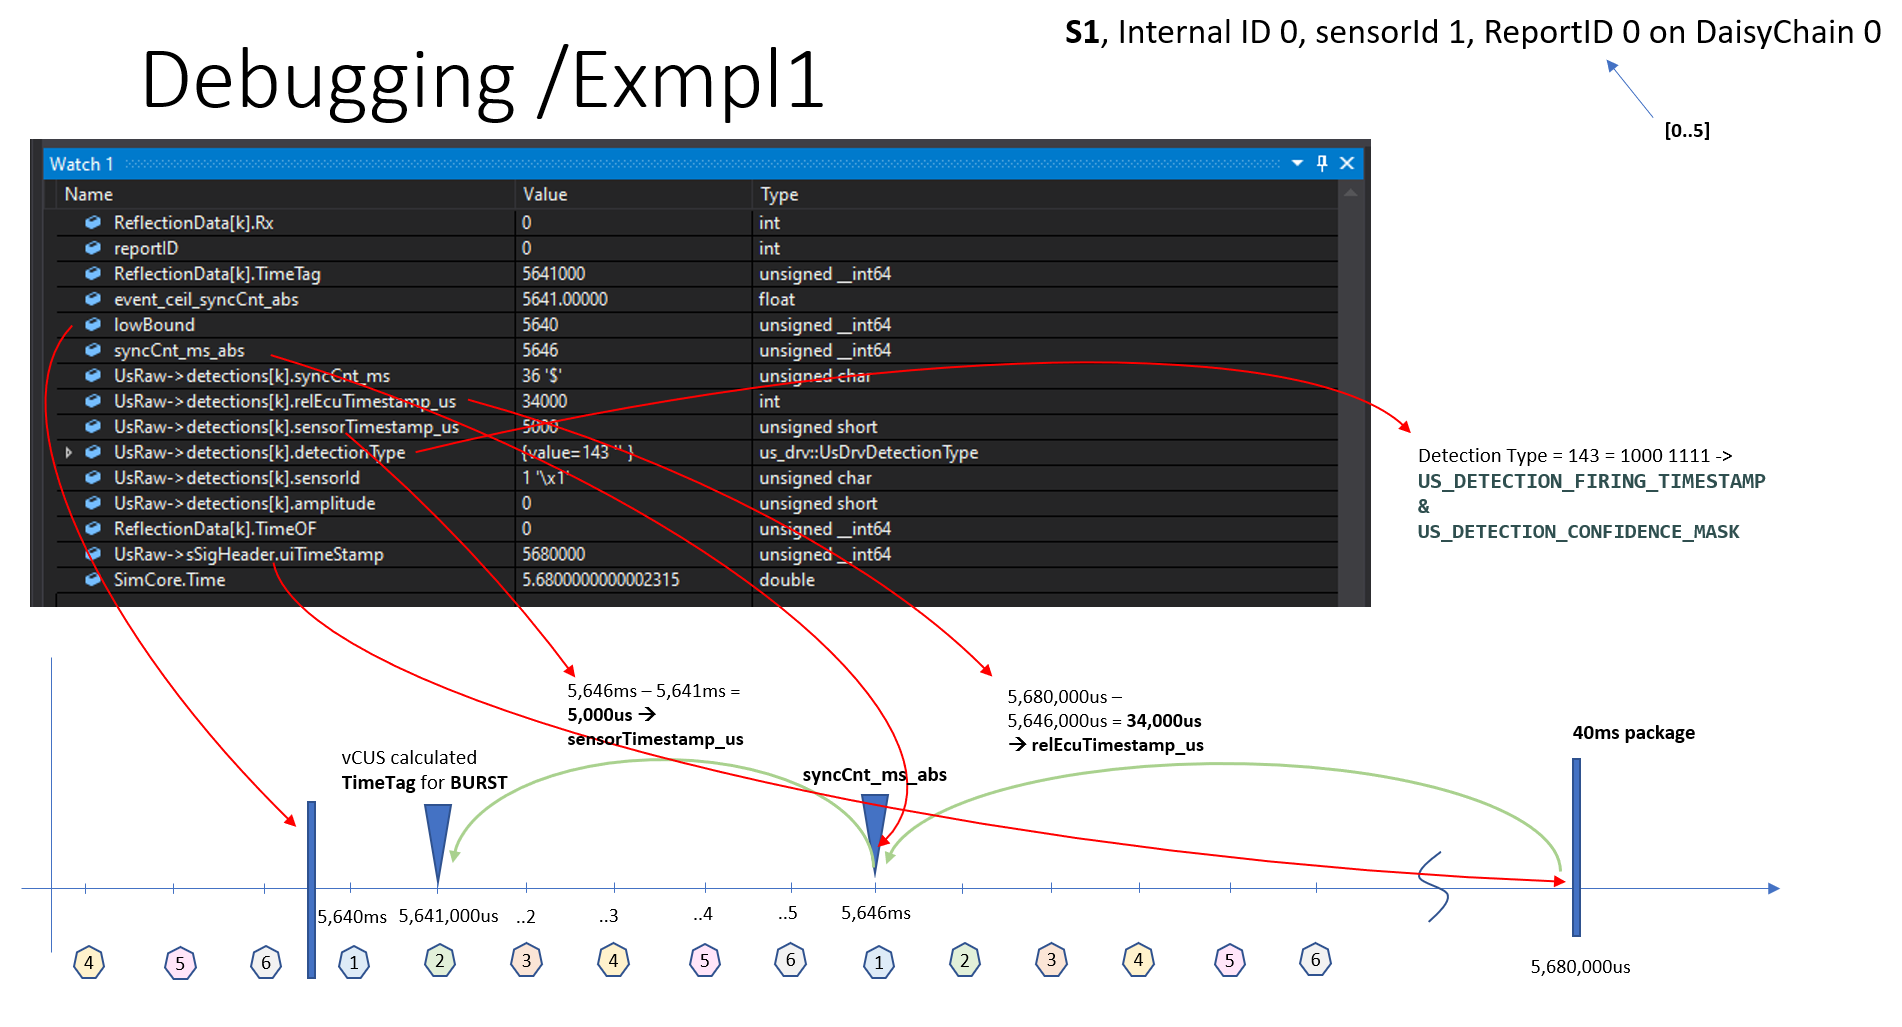 S1, Internal ID 0, sensorId 1, ReportID 0 on DaisyChain 0
Debugging /Exmpl1
[0..5]
Watch 1
Name Value Type
ReflectionData[k].Rx 0 int
reportID 0 int
ReflectionData[k].TimeTag 5641000 unsigned __int64
event_ceil_syncCnt_abs 5641.00000 float
lowBound 5640 unsigned __int64
syncCnt_ms_abs 5646 unsigned __int64
UsRaw->detections[k].syncCnt_ms 36 '$' unsigned char
UsRaw->detections[k].relEcuTimestamp_us 34000 int
UsRaw->detections[k].sensorTimestamp_us 5000 unsigned short
UsRaw->detections[k].detectionType {value=143 '' } us_drv::UsDrvDetectionType
UsRaw->detections[k].sensorId 1 '\x1' unsigned char
UsRaw->detections[k].amplitude 0 unsigned short
ReflectionData[k].TimeOF 0 unsigned __int64
UsRaw->sSigHeader.uiTimeStamp 5680000 unsigned __int64
SimCore.Time 5.6800000000002315 double
Detection Type = 143 = 1000 1111 ->
US_DETECTION_FIRING_TIMESTAMP
&
US_DETECTION_CONFIDENCE_MASK
5,646ms – 5,641ms =
5,000us →
sensorTimestamp_us
5,680,000us –
5,646,000us = 34,000us
→ relEcuTimestamp_us
40ms package
vCUS calculated
TimeTag for BURST
syncCnt_ms_abs
5,640ms 5,641,000us ..2 ..3 ..4 ..5 5,646ms
4 5 6 1 2 3 4 5 6 1 2 3 4 5 6
5,680,000us